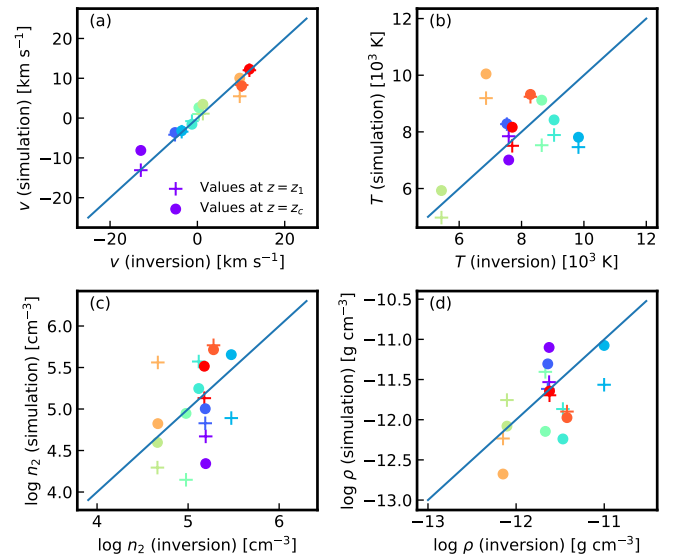 (a)
20
10
0
−10
−20
v (simulation) [km s⁻¹]
Values at z = z₁
Values at z = z_c
−20 0 20
v (inversion) [km s⁻¹]
(b)
12
10
8
6
T (simulation) [10³ K]
6 8 10 12
T (inversion) [10³ K]
(c)
6.0
5.5
5.0
4.5
4.0
log n₂ (simulation) [cm⁻³]
4 5 6
log n₂ (inversion) [cm⁻³]
(d)
−10.5
−11.0
−11.5
−12.0
−12.5
−13.0
log ρ (simulation) [g cm⁻³]
−13 −12 −11
log ρ (inversion) [g cm⁻³]